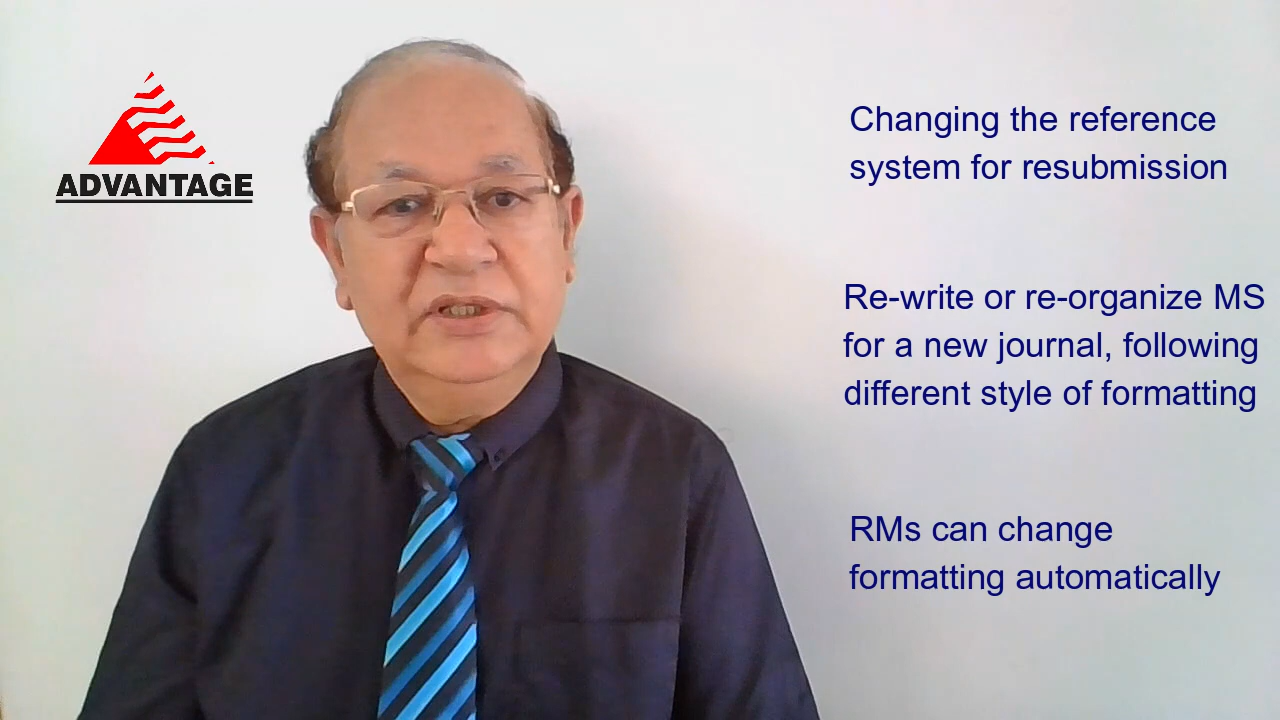 ADVANTAGE
Changing the reference
system for resubmission
Re-write or re-organize MS
for a new journal, following
different style of formatting
RMs can change
formatting automatically